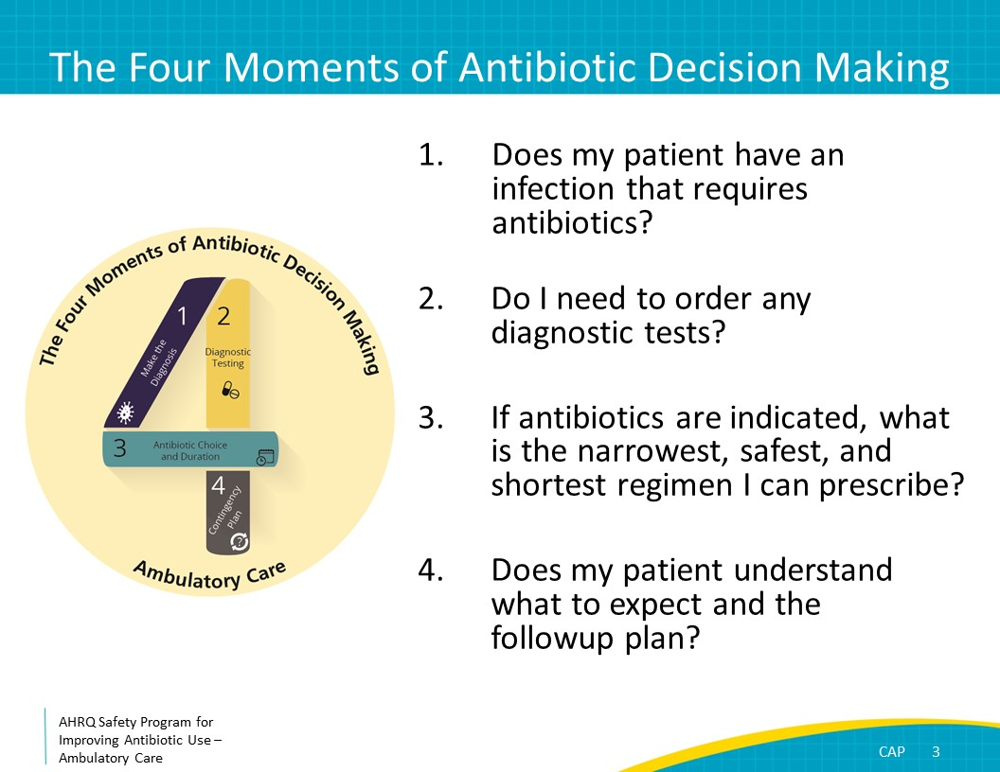 The Four Moments of Antibiotic Decision Making
The Four Moments of Antibiotic Decision Making
1
Make the
Diagnosis
2
Diagnostic
Testing
3
Antibiotic Choice
and Duration
4
Contingency
Plan
?
Ambulatory Care
1. Does my patient have an
infection that requires
antibiotics?
2. Do I need to order any
diagnostic tests?
3. If antibiotics are indicated, what
is the narrowest, safest, and
shortest regimen I can prescribe?
4. Does my patient understand
what to expect and the
followup plan?
AHRQ Safety Program for
Improving Antibiotic Use –
Ambulatory Care
CAP 3